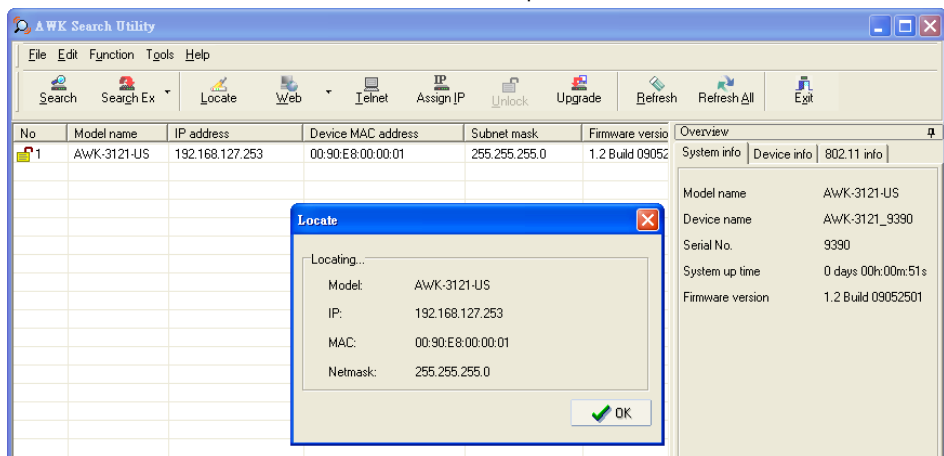 AWK Search Utility
File Edit Function Tools Help
Search Search Ex Locate Web Telnet Assign IP Unlock Upgrade Refresh Refresh All Exit
No Model name IP address Device MAC address Subnet mask Firmware versio
1 AWK-3121-US 192.168.127.253 00:90:E8:00:00:01 255.255.255.0 1.2 Build 09052
Overview
System info Device info 802.11 info
Model name AWK-3121-US
Device name AWK-3121_9390
Serial No. 9390
System up time 0 days 00h:00m:51s
Firmware version 1.2 Build 09052501
Locate
Locating...
Model: AWK-3121-US
IP: 192.168.127.253
MAC: 00:90:E8:00:00:01
Netmask: 255.255.255.0
OK